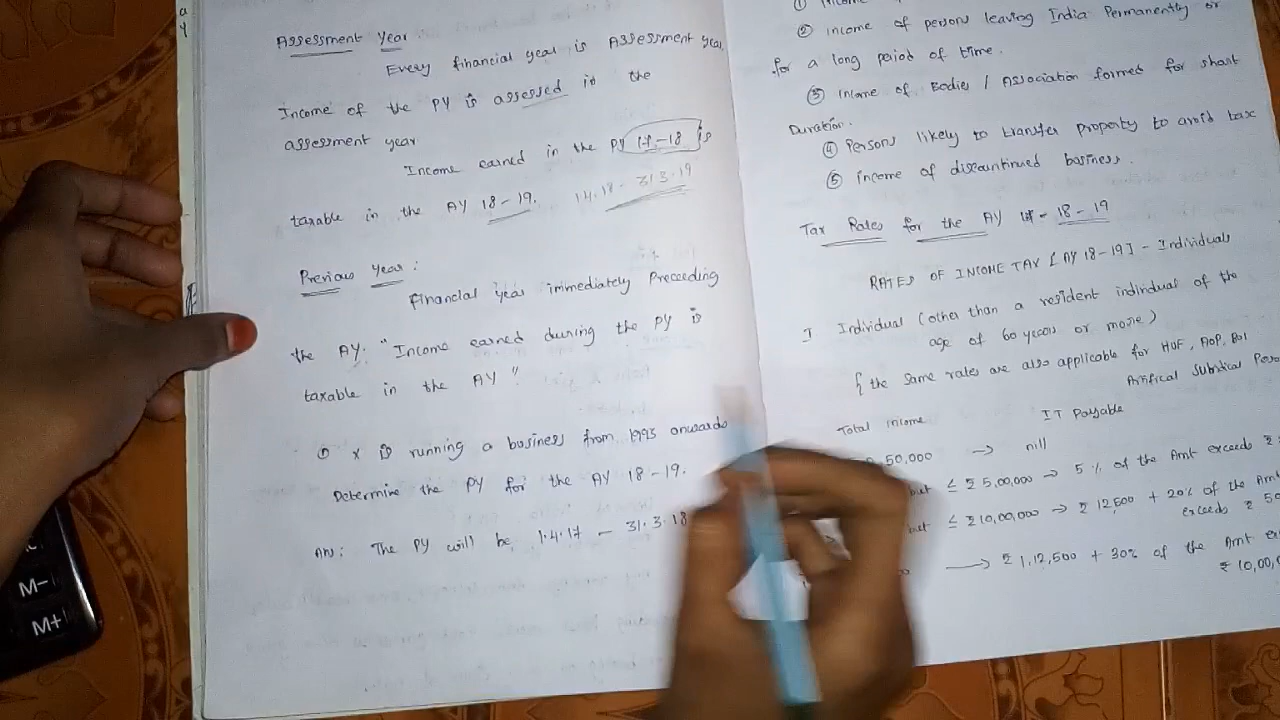 Assessment Year
Every financial year is Assessment year
Income of the PY is assessed in the
assessment year
Income earned in the PY 17-18 is
taxable in the AY 18-19. 1.4.18 - 31.3.19
Previous Year:
Financial Year immediately Preceeding
the AY. "Income earned during the PY is
taxable in the AY"
① X is running a business from 1993 onwards
Determine the PY for the AY 18-19.
Ans: The PY will be 1.4.17 - 31.3.18
② income of persons leaving India Permanently or
for a long peiod of time.
③ Income of Bodies / Association formed for short
Duration.
④ Persons likely to transfer property to avoid tax
⑤ income of discountinued business.
Tax Rates for the AY 18-19
RATES OF INCOME TAX [AY 18-19] - Individuals
I Individual (other than a resident individual of the
age of 60 years or more)
{ the same rates are also applicable for HUF, AOP, BOI
Artifical
Total income IT Payable
50,000 → nill
but ≤ ₹ 5,00,000 → 5% of the Amt exceeds ₹
but ≤ ₹10,00,000 → ₹ 12,500 + 20% of the Amt
exceeds ₹
→ ₹ 1,12,500 + 30% of the Amt
₹ 10,00,
M-
M+